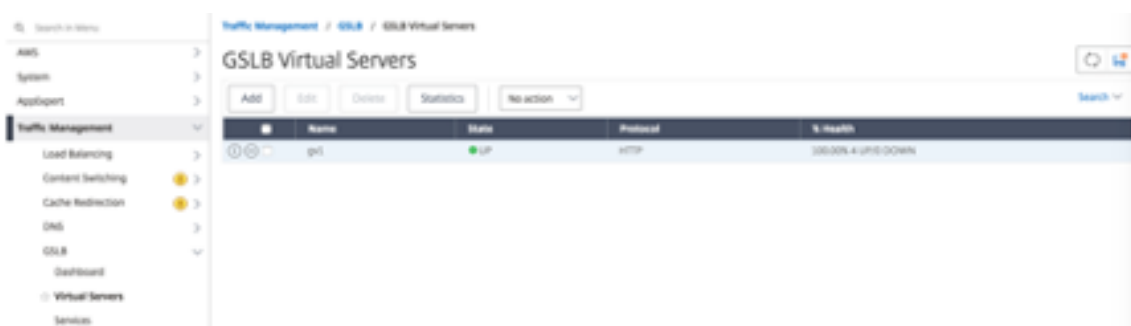 Search in Menu
AWS
System
AppExpert
Traffic Management
Load Balancing
Content Switching
Cache Redirection
DNS
GSLB
Dashboard
Virtual Servers
Services
Traffic Management / GSLB / GSLB Virtual Servers
GSLB Virtual Servers
Add Edit Delete Statistics No action Search
Name State Protocol % Health
gv1 UP HTTP 100.00% 4 UP/0 DOWN